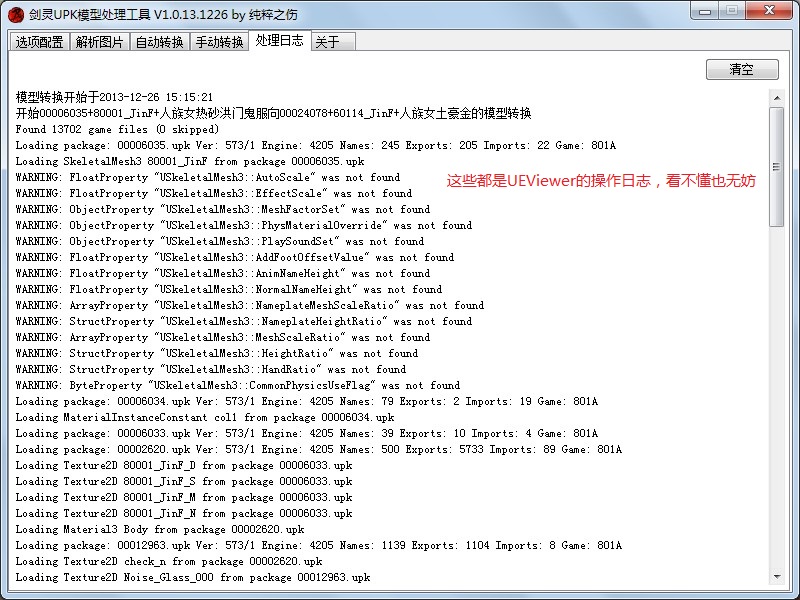 剑灵UPK模型处理工具 V1.0.13.1226 by 纯粹之伤
选项配置 解析图片 自动转换 手动转换 处理日志 关于
清空
模型转换开始于2013-12-26 15:15:21
开始00006035+80001_JinF+人族女热砂洪门鬼服向00024078+60114_JinF+人族女土豪金的模型转换
Found 13702 game files (0 skipped)
Loading package: 00006035.upk Ver: 573/1 Engine: 4205 Names: 245 Exports: 205 Imports: 22 Game: 801A
Loading SkeletalMesh3 80001_JinF from package 00006035.upk
WARNING: FloatProperty "USkeletalMesh3::AutoScale" was not found
这些都是UEViewer的操作日志，看不懂也无妨
WARNING: FloatProperty "USkeletalMesh3::EffectScale" was not found
WARNING: ObjectProperty "USkeletalMesh3::MeshFactorSet" was not found
WARNING: ObjectProperty "USkeletalMesh3::PhysMaterialOverride" was not found
WARNING: ObjectProperty "USkeletalMesh3::PlaySoundSet" was not found
WARNING: FloatProperty "USkeletalMesh3::AddFootOffsetValue" was not found
WARNING: FloatProperty "USkeletalMesh3::AnimNameHeight" was not found
WARNING: FloatProperty "USkeletalMesh3::NormalNameHeight" was not found
WARNING: ArrayProperty "USkeletalMesh3::NameplateMeshScaleRatio" was not found
WARNING: StructProperty "USkeletalMesh3::NameplateHeightRatio" was not found
WARNING: ArrayProperty "USkeletalMesh3::MeshScaleRatio" was not found
WARNING: StructProperty "USkeletalMesh3::HeightRatio" was not found
WARNING: StructProperty "USkeletalMesh3::HandRatio" was not found
WARNING: ByteProperty "USkeletalMesh3::CommonPhysicsUseFlag" was not found
Loading package: 00006034.upk Ver: 573/1 Engine: 4205 Names: 79 Exports: 2 Imports: 19 Game: 801A
Loading MaterialInstanceConstant col1 from package 00006034.upk
Loading package: 00006033.upk Ver: 573/1 Engine: 4205 Names: 39 Exports: 10 Imports: 4 Game: 801A
Loading package: 00002620.upk Ver: 573/1 Engine: 4205 Names: 500 Exports: 5733 Imports: 89 Game: 801A
Loading Texture2D 80001_JinF_D from package 00006033.upk
Loading Texture2D 80001_JinF_S from package 00006033.upk
Loading Texture2D 80001_JinF_M from package 00006033.upk
Loading Texture2D 80001_JinF_N from package 00006033.upk
Loading Material3 Body from package 00002620.upk
Loading package: 00012963.upk Ver: 573/1 Engine: 4205 Names: 1139 Exports: 1104 Imports: 8 Game: 801A
Loading Texture2D check_n from package 00002620.upk
Loading Texture2D Noise_Glass_000 from package 00012963.upk